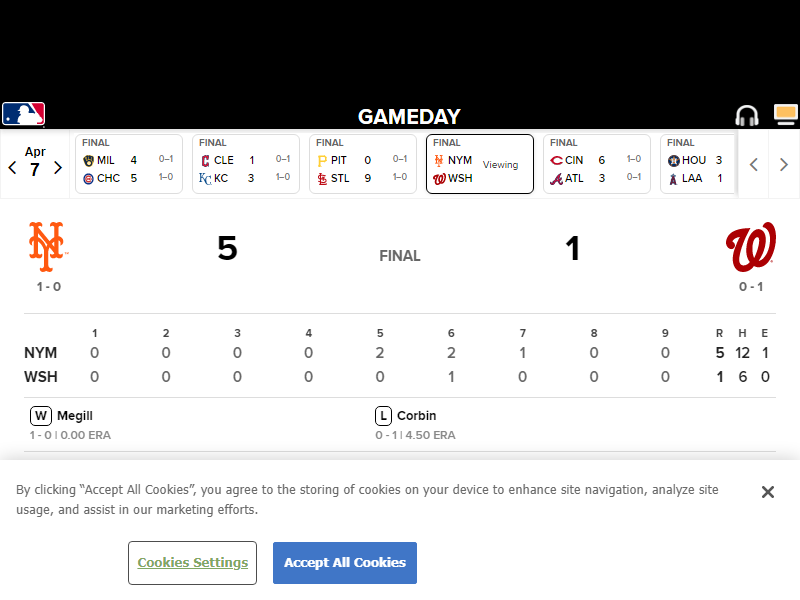 GAMEDAY
Apr
7
FINAL
MIL 4 0–1
CHC 5 1–0
FINAL
CLE 1 0–1
KC 3 1–0
FINAL
PIT 0 0–1
STL 9 1–0
FINAL
NYM
WSH
Viewing
FINAL
CIN 6 1–0
ATL 3 0–1
FINAL
HOU 3
LAA 1
5 FINAL 1
1 - 0 0 - 1
1 2 3 4 5 6 7 8 9 R H E
NYM 0 0 0 0 2 2 1 0 0 5 12 1
WSH 0 0 0 0 0 1 0 0 0 1 6 0
W Megill L Corbin
1 - 0 | 0.00 ERA 0 - 1 | 4.50 ERA
By clicking “Accept All Cookies”, you agree to the storing of cookies on your device to enhance site navigation, analyze site
usage, and assist in our marketing efforts.
Cookies Settings Accept All Cookies